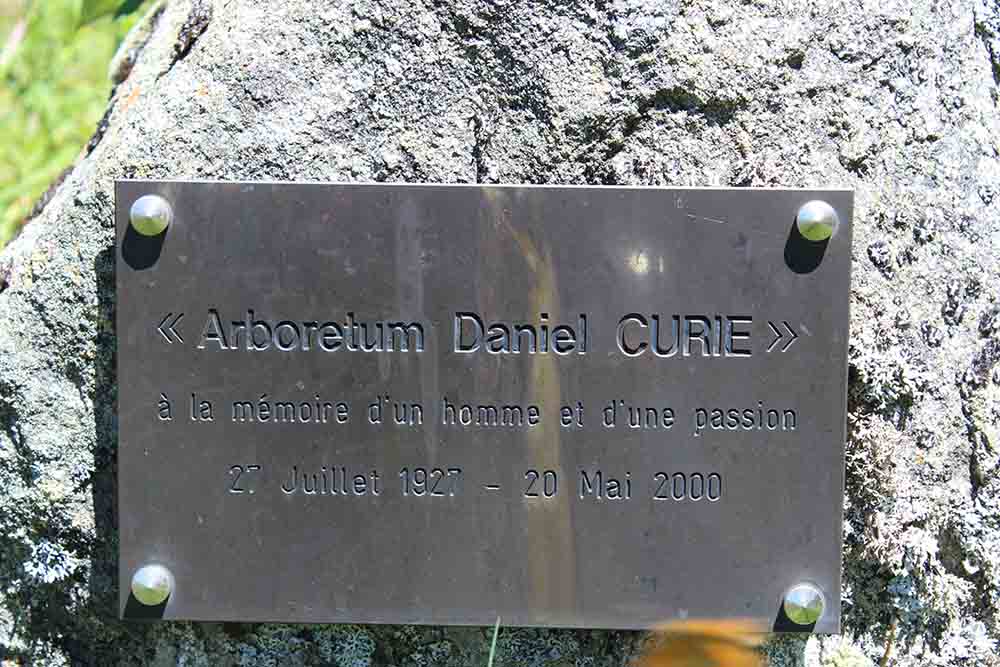 « Arboretum Daniel CURIE »
à la mémoire d'un homme et d'une passion
27 Juillet 1927 - 20 Mai 2000